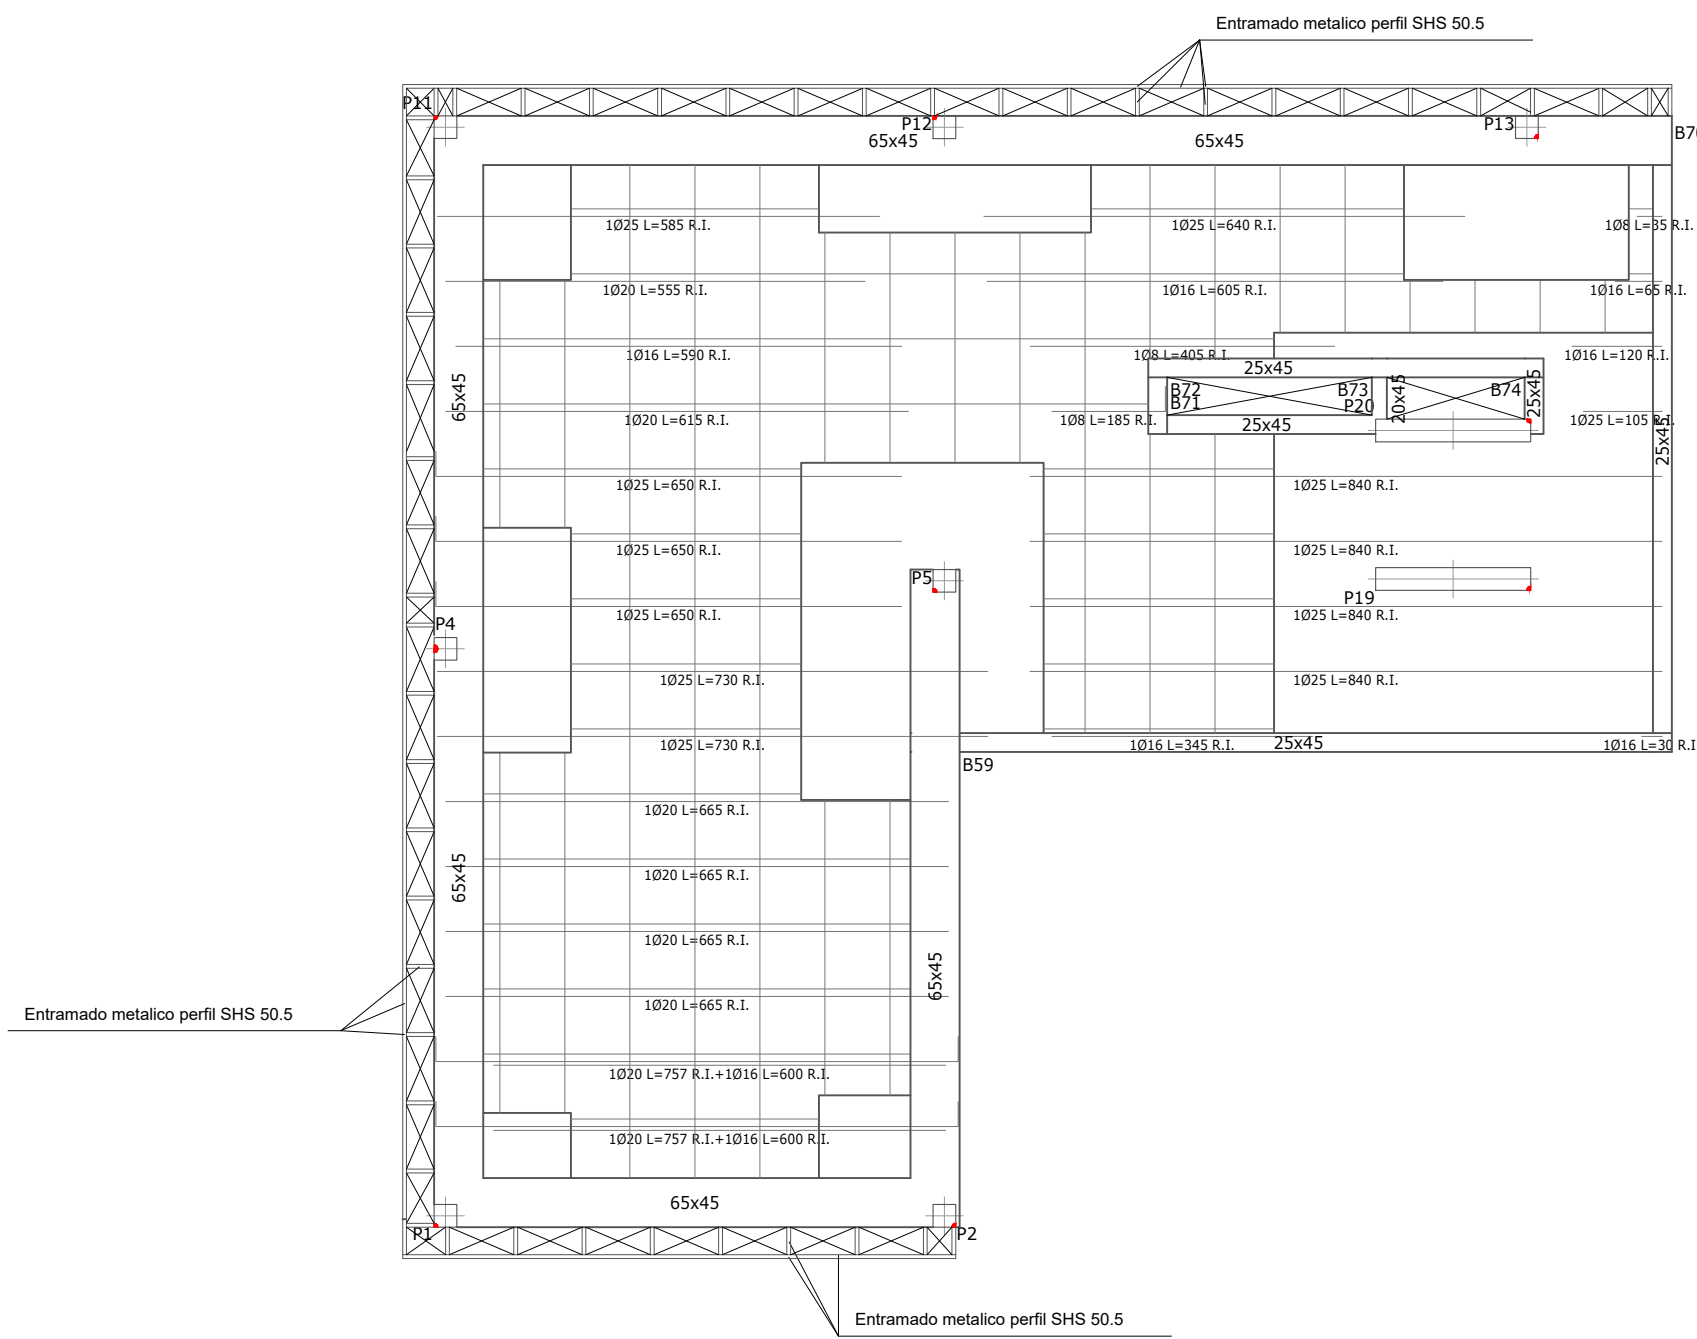 Entramado metalico perfil SHS 50.5
P11
P12
P13
65x45
65x45
1Ø25 L=585 R.I.
1Ø25 L=640 R.I.
1Ø8 L=35 R.I.
1Ø20 L=555 R.I.
1Ø16 L=605 R.I.
1Ø16 L=65 R.I.
1Ø16 L=590 R.I.
1Ø8 L=405 R.I.
1Ø16 L=120 R.I.
25x45
65x45
B72
B71
B73
P20
20x45
B74
25x45
1Ø20 L=615 R.I.
1Ø8 L=185 R.I.
25x45
1Ø25 L=105 R.I.
25x45
1Ø25 L=650 R.I.
1Ø25 L=840 R.I.
1Ø25 L=650 R.I.
1Ø25 L=840 R.I.
P5
P19
1Ø25 L=650 R.I.
1Ø25 L=840 R.I.
P4
1Ø25 L=730 R.I.
1Ø25 L=840 R.I.
1Ø25 L=730 R.I.
1Ø16 L=345 R.I.
25x45
1Ø16 L=30 R.I
B59
1Ø20 L=665 R.I.
65x45
1Ø20 L=665 R.I.
1Ø20 L=665 R.I.
65x45
1Ø20 L=665 R.I.
Entramado metalico perfil SHS 50.5
1Ø20 L=757 R.I.+1Ø16 L=600 R.I.
1Ø20 L=757 R.I.+1Ø16 L=600 R.I.
65x45
P1
P2
Entramado metalico perfil SHS 50.5